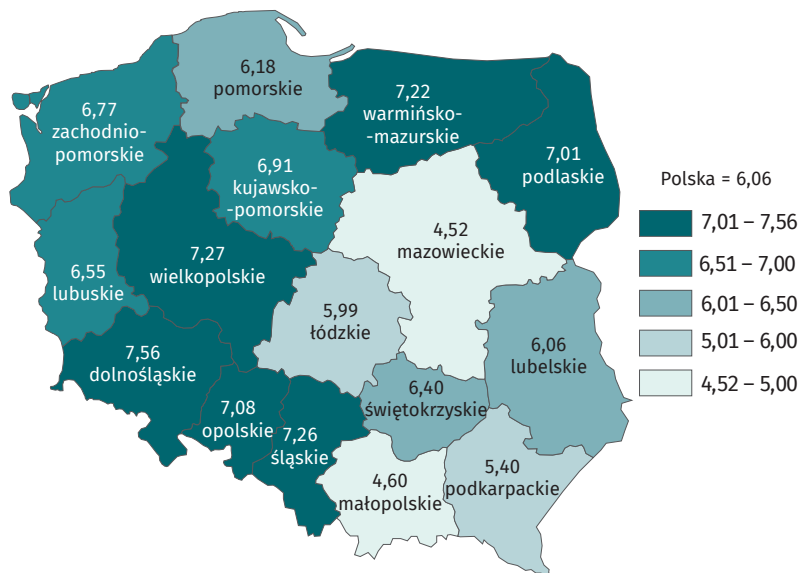 6,18
pomorskie
7,22
warmińsko-
-mazurskie
6,77
zachodnio-
pomorskie
7,01
podlaskie
6,91
kujawsko-
-pomorskie
4,52
mazowieckie
7,27
wielkopolskie
6,55
lubuskie
5,99
łódzkie
7,56
dolnośląskie
6,06
lubelskie
6,40
świętokrzyskie
7,08
opolskie
7,26
śląskie
4,60
małopolskie
5,40
podkarpackie
Polska = 6,06
7,01 – 7,56
6,51 – 7,00
6,01 – 6,50
5,01 – 6,00
4,52 – 5,00